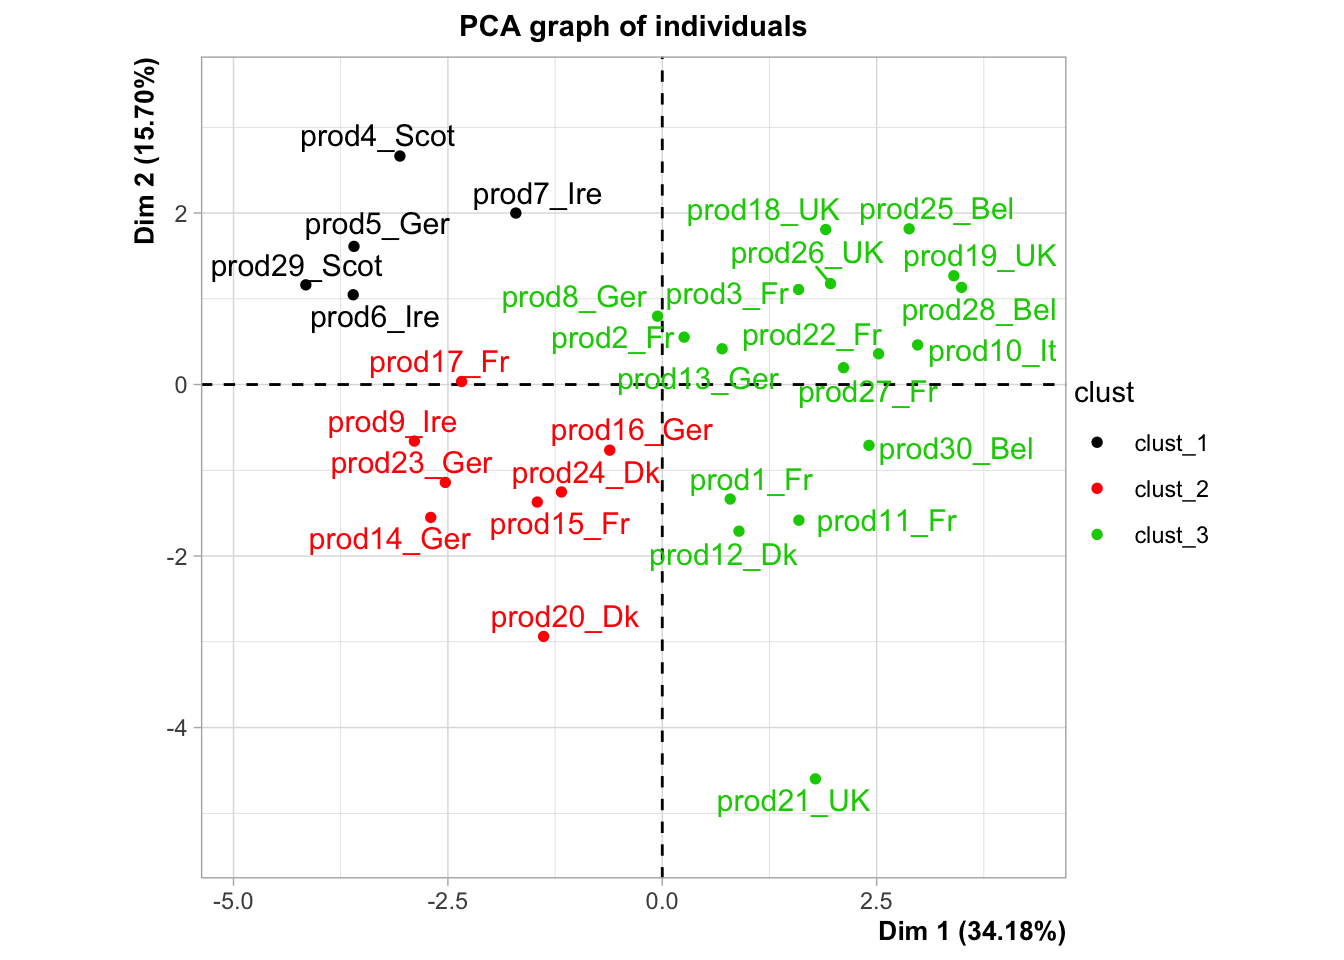 PCA graph of individuals
Dim 2 (15.70%)
prod4_Scot
prod7_Ire
prod5_Ger
prod29_Scot
prod6_Ire
prod18_UK
prod25_Bel
prod26_UK
prod19_UK
prod8_Ger
prod3_Fr
prod28_Bel
prod2_Fr
prod22_Fr
prod10_It
prod17_Fr
prod13_Ger
prod27_Fr
prod9_Ire
prod16_Ger
prod30_Bel
prod23_Ger
prod24_Dk
prod1_Fr
prod14_Ger
prod15_Fr
prod11_Fr
prod12_Dk
prod20_Dk
prod21_UK
2
0
-2
-4
-5.0
-2.5
0.0
2.5
Dim 1 (34.18%)
clust
clust_1
clust_2
clust_3